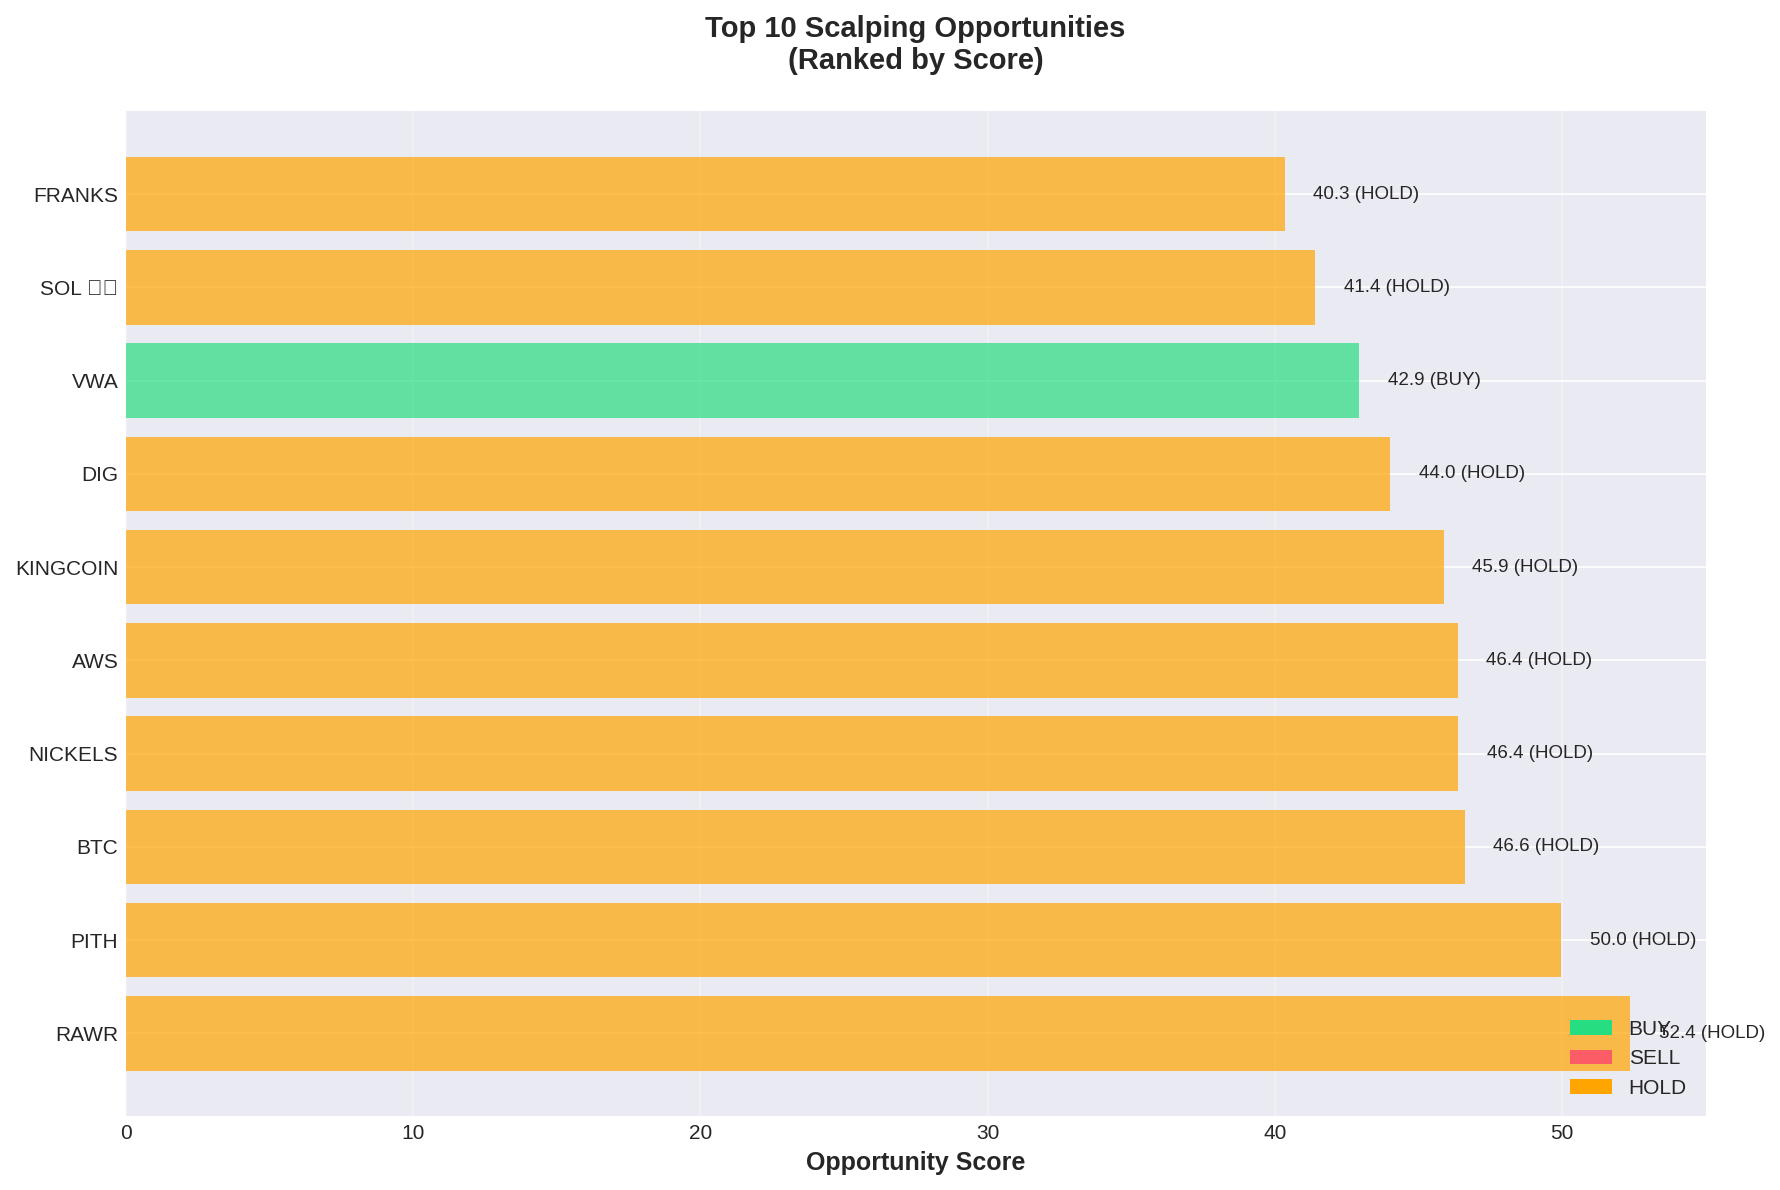 Top 10 Scalping Opportunities
(Ranked by Score)
FRANKS 40.3 (HOLD)
SOL 41.4 (HOLD)
VWA 42.9 (BUY)
DIG 44.0 (HOLD)
KINGCOIN 45.9 (HOLD)
AWS 46.4 (HOLD)
NICKELS 46.4 (HOLD)
BTC 46.6 (HOLD)
PITH 50.0 (HOLD)
RAWR 52.4 (HOLD)
BUY
SELL
HOLD
0 10 20 30 40 50
Opportunity Score